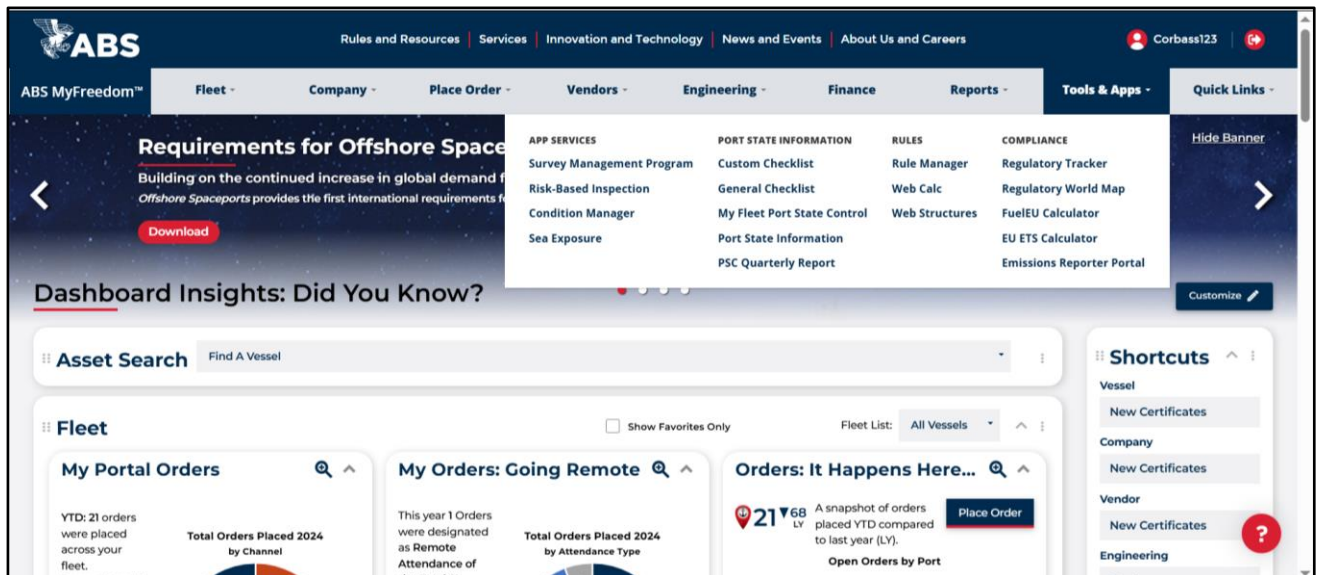 ABS
Rules and Resources | Services | Innovation and Technology | News and Events | About Us and Careers
Corbass123
ABS MyFreedom™
Fleet
Company
Place Order
Vendors
Engineering
Finance
Reports
Tools & Apps
Quick Links
Requirements for Offshore Space
Building on the continued increase in global demand f
Offshore Spaceports provides the first international requirements f
Download
Hide Banner
APP SERVICES
Survey Management Program
Risk-Based Inspection
Condition Manager
Sea Exposure
PORT STATE INFORMATION
Custom Checklist
General Checklist
My Fleet Port State Control
Port State Information
PSC Quarterly Report
RULES
Rule Manager
Web Calc
Web Structures
COMPLIANCE
Regulatory Tracker
Regulatory World Map
FuelEU Calculator
EU ETS Calculator
Emissions Reporter Portal
Dashboard Insights: Did You Know?
Customize
Asset Search
Find A Vessel
Fleet
Show Favorites Only
Fleet List:
All Vessels
My Portal Orders
YTD: 21 orders
were placed
across your
fleet.
Total Orders Placed 2024
by Channel
My Orders: Going Remote
This year 1 Orders
were designated
as Remote
Attendance of
Total Orders Placed 2024
by Attendance Type
Orders: It Happens Here...
21 ▼68
LY
A snapshot of orders
placed YTD compared
to last year (LY).
Place Order
Open Orders by Port
Shortcuts
Vessel
New Certificates
Company
New Certificates
Vendor
New Certificates
Engineering
?